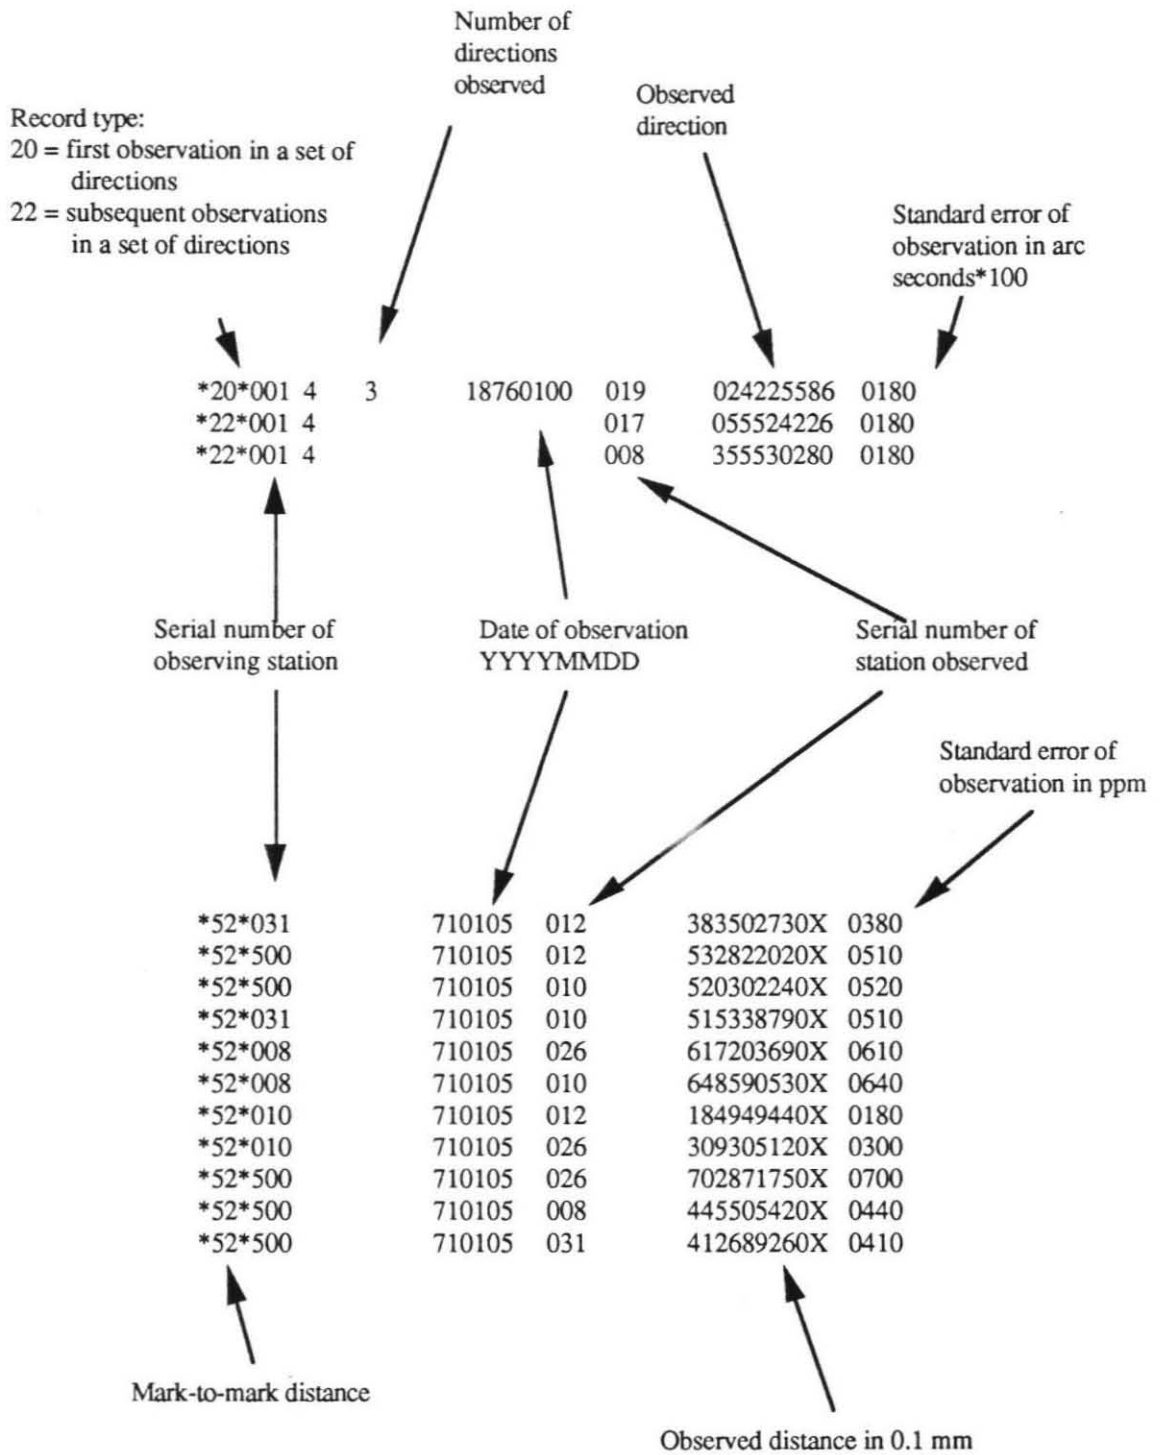 Number of
directions
observed
Observed
direction
Record type:
20 = first observation in a set of
directions
22 = subsequent observations
in a set of directions
Standard error of
observation in arc
seconds*100
*20*001 4 3 18760100 019 024225586 0180
*22*001 4 017 055524226 0180
*22*001 4 008 355530280 0180
Serial number of
observing station
Date of observation
YYYYMMDD
Serial number of
station observed
Standard error of
observation in ppm
*52*031 710105 012 383502730X 0380
*52*500 710105 012 532822020X 0510
*52*500 710105 010 520302240X 0520
*52*031 710105 010 515338790X 0510
*52*008 710105 026 617203690X 0610
*52*008 710105 010 648590530X 0640
*52*010 710105 012 184949440X 0180
*52*010 710105 026 309305120X 0300
*52*500 710105 026 702871750X 0700
*52*500 710105 008 445505420X 0440
*52*500 710105 031 412689260X 0410
Mark-to-mark distance
Observed distance in 0.1 mm